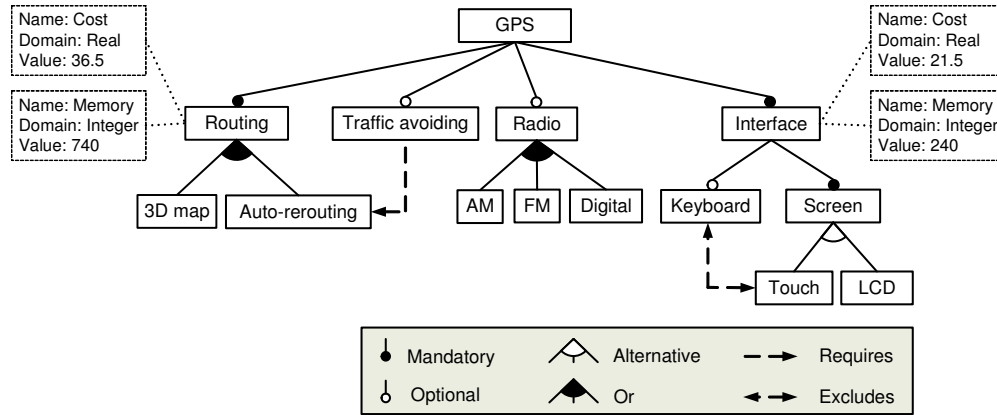 GPS
Name: Cost
Domain: Real
Value: 36.5
Name: Cost
Domain: Real
Value: 21.5
Name: Memory
Domain: Integer
Value: 740
Routing
Traffic avoiding
Radio
Interface
Name: Memory
Domain: Integer
Value: 240
3D map
Auto-rerouting
AM
FM
Digital
Keyboard
Screen
Touch
LCD
Mandatory
Alternative
Requires
Optional
Or
Excludes